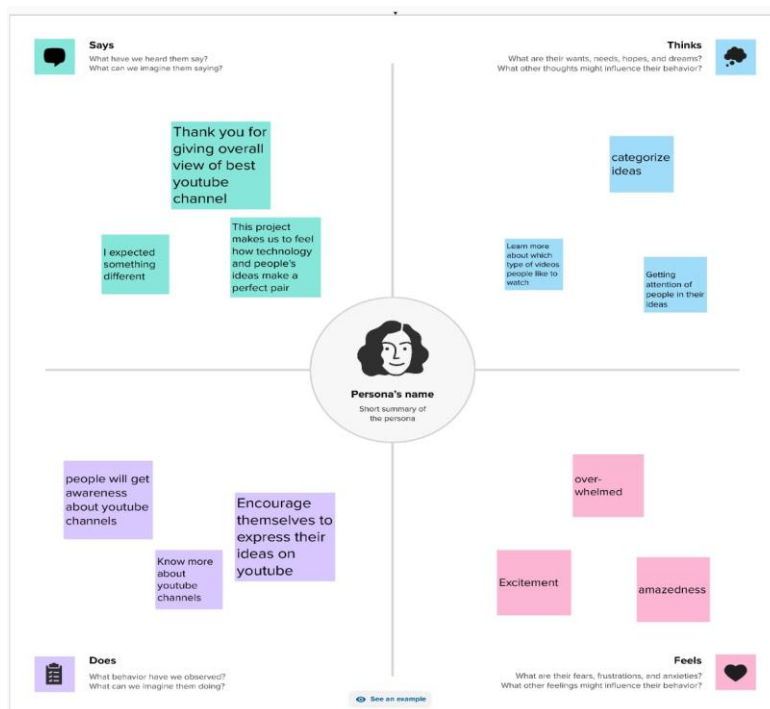 Says
What have we heard them say?
What can we imagine them saying?
Thank you for
giving overall
view of best
youtube
channel
I expected
something
different
This project
makes us to feel
how technology
and people's
ideas make a
perfect pair
Thinks
What are their wants, needs, hopes, and dreams?
What other thoughts might influence their behavior?
categorize
ideas
Learn more
about which
type of videos
people like to
watch
Getting
attention of
people in their
ideas
Persona's name
Short summary of
the persona
people will get
awareness
about youtube
channels
Know more
about
youtube
channels
Encourage
themselves to
express their
ideas on
youtube
Does
What behavior have we observed?
What can we imagine them doing?
over-
whelmed
Excitement
amazedness
Feels
What are their fears, frustrations, and anxieties?
What other feelings might influence their behavior?
See an example